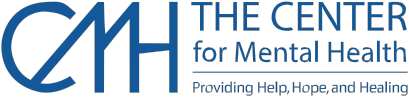 CMH
THE CENTER
for Mental Health
Providing Help, Hope, and Healing